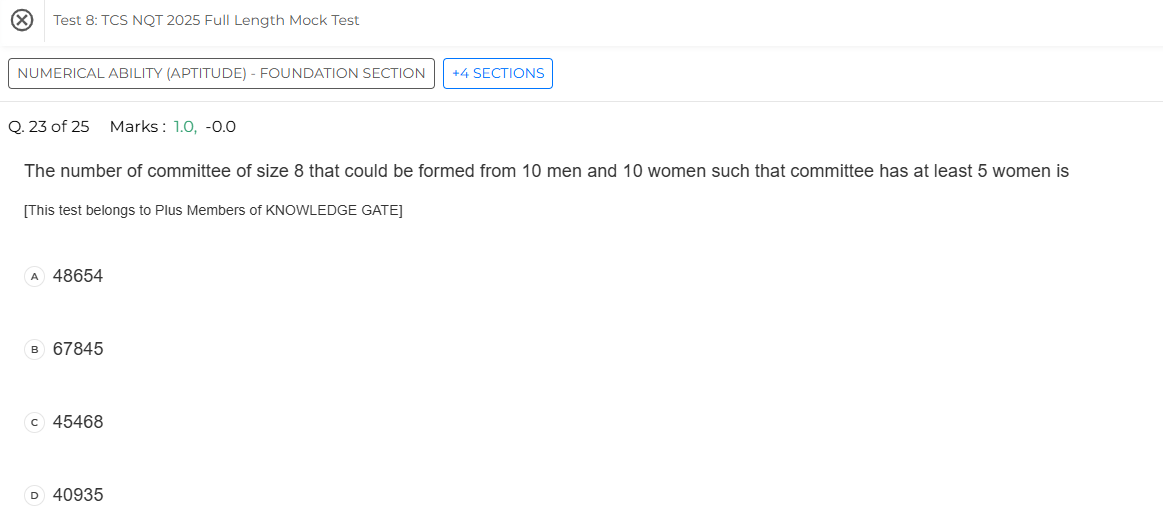 Test 8: TCS NQT 2025 Full Length Mock Test
NUMERICAL ABILITY (APTITUDE) - FOUNDATION SECTION +4 SECTIONS
Q. 23 of 25 Marks : 1.0, -0.0
The number of committee of size 8 that could be formed from 10 men and 10 women such that committee has at least 5 women is
[This test belongs to Plus Members of KNOWLEDGE GATE]
A 48654
B 67845
C 45468
D 40935